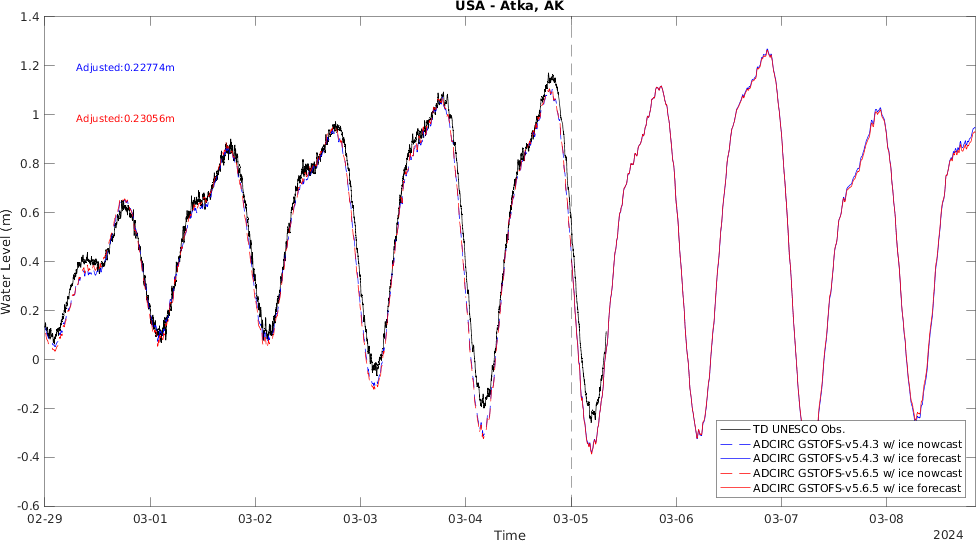 USA - Atka, AK
1.4
1.2
1
0.8
0.6
0.4
0.2
0
-0.2
-0.4
-0.6
Water Level (m)
Adjusted:0.22774m
Adjusted:0.23056m
TD UNESCO Obs.
ADCIRC GSTOFS-v5.4.3 w/ ice nowcast
ADCIRC GSTOFS-v5.4.3 w/ ice forecast
ADCIRC GSTOFS-v5.6.5 w/ ice nowcast
ADCIRC GSTOFS-v5.6.5 w/ ice forecast
02-29 03-01 03-02 03-03 03-04 03-05 03-06 03-07 03-08
Time
2024